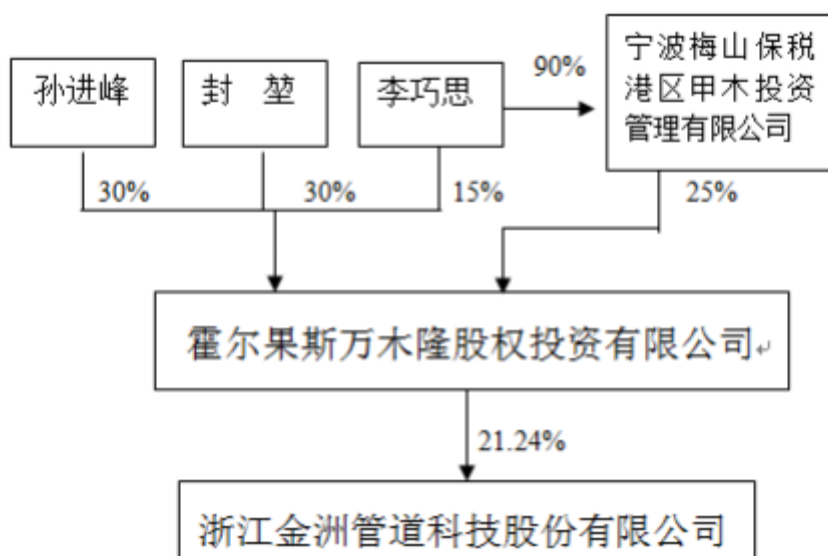 孙进峰
封 堃
李巧思
90%
宁波梅山保税
港区甲木投资
管理有限公司
30%
30%
15%
25%
霍尔果斯万木隆股权投资有限公司
21.24%
浙江金洲管道科技股份有限公司